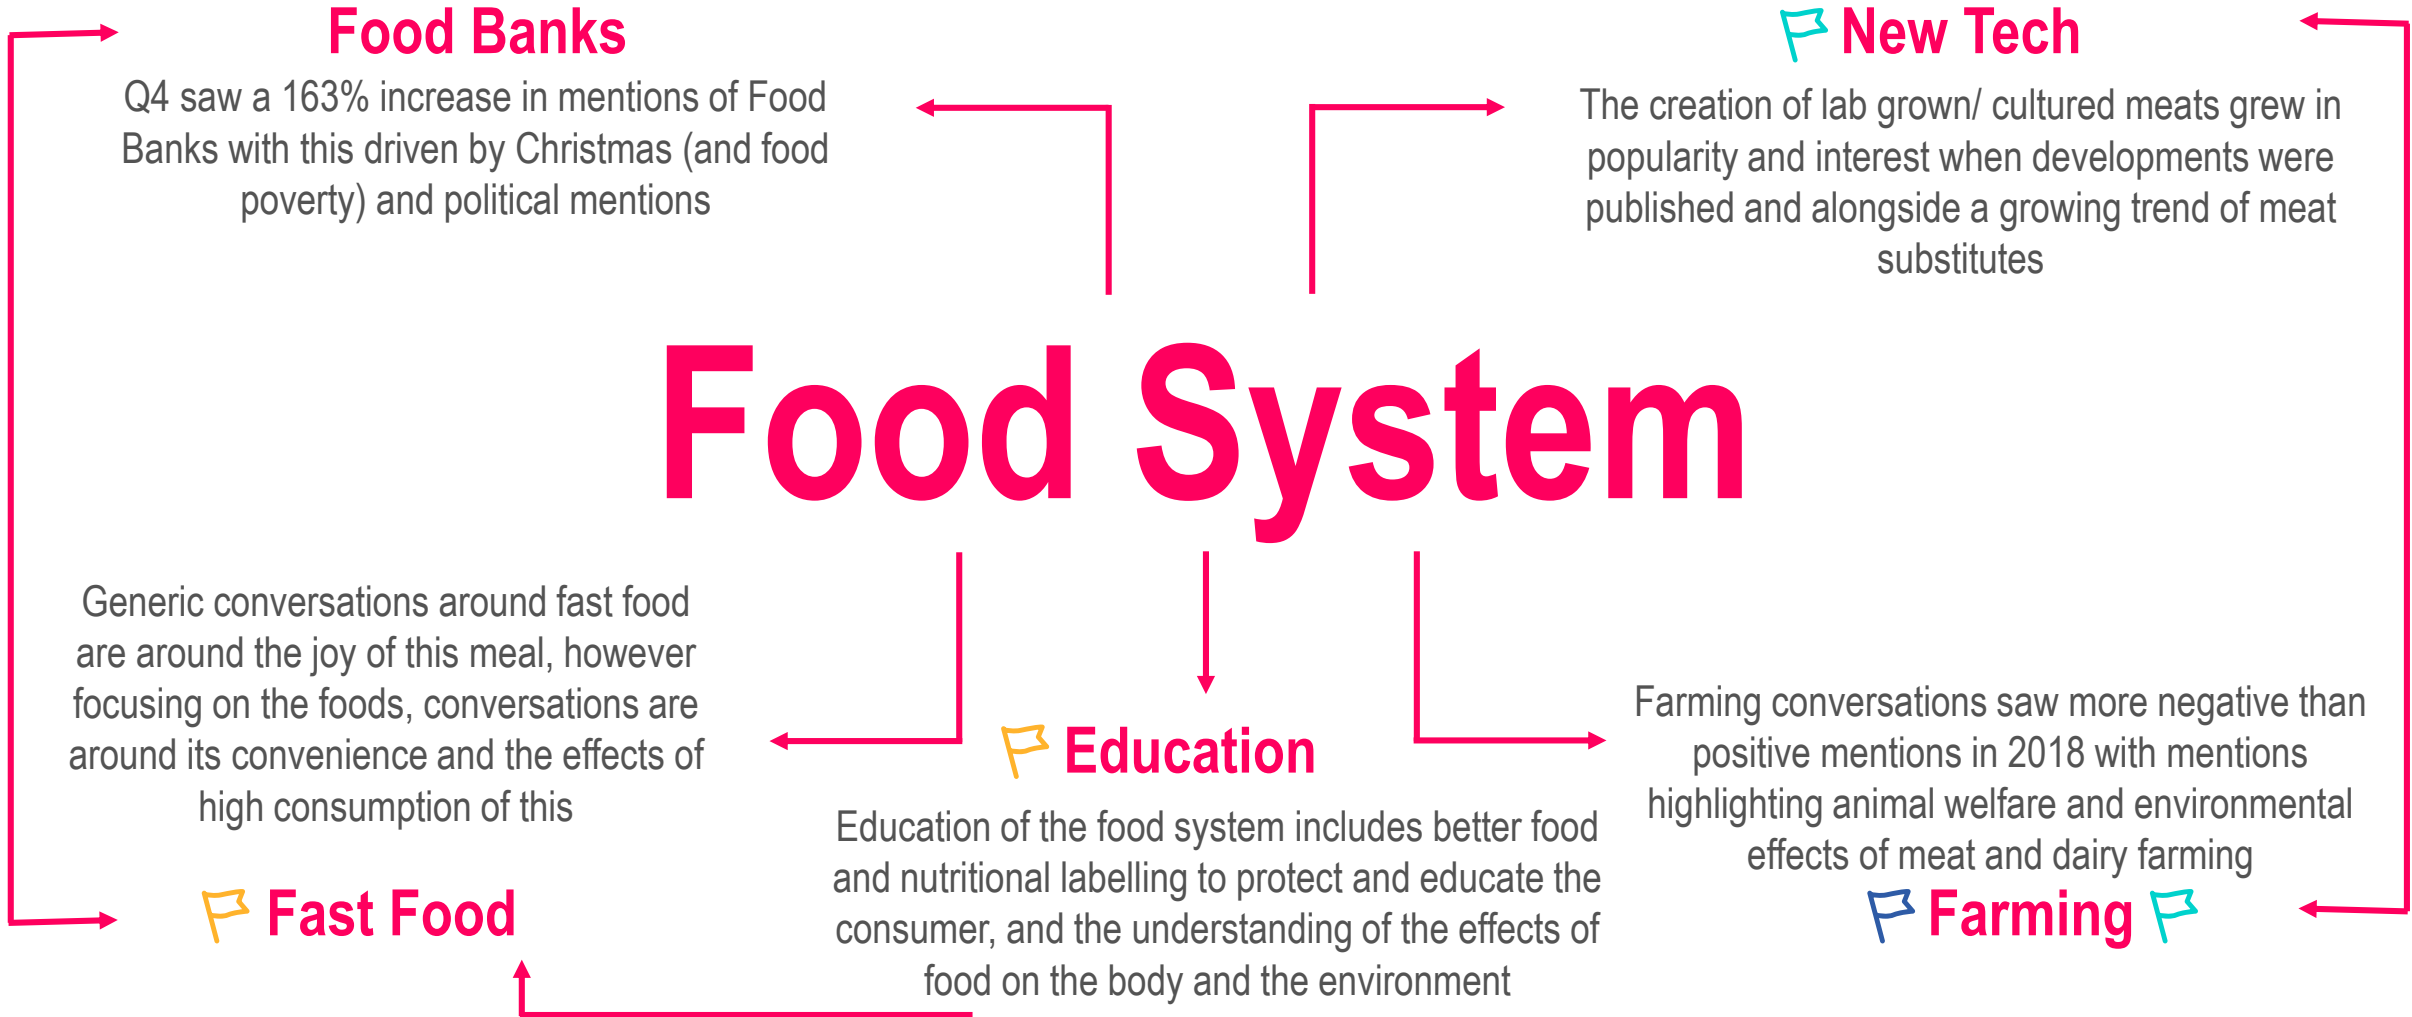 Food Banks
Q4 saw a 163% increase in mentions of Food
Banks with this driven by Christmas (and food
poverty) and political mentions
New Tech
The creation of lab grown/ cultured meats grew in
popularity and interest when developments were
published and alongside a growing trend of meat
substitutes
Food System
Generic conversations around fast food
are around the joy of this meal, however
focusing on the foods, conversations are
around its convenience and the effects of
high consumption of this
Fast Food
Education
Education of the food system includes better food
and nutritional labelling to protect and educate the
consumer, and the understanding of the effects of
food on the body and the environment
Farming conversations saw more negative than
positive mentions in 2018 with mentions
highlighting animal welfare and environmental
effects of meat and dairy farming
Farming